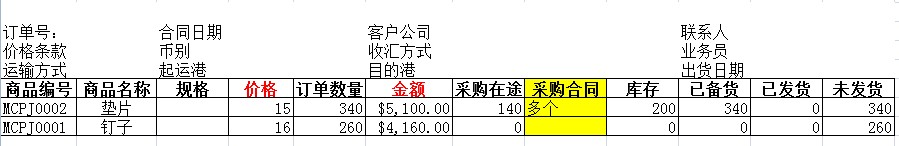 订单号： 合同日期 客户公司 联系人
价格条款 币别 收汇方式 业务员
运输方式 起运港 目的港 出货日期
商品编号 商品名称 规格 价格 订单数量 金额 采购在途 采购合同 库存 已备货 已发货 未发货
MCPJ0002 垫片 15 340 $5,100.00 140 多个 200 340 0 340
MCPJ0001 钉子 16 260 $4,160.00 0 0 0 0 260